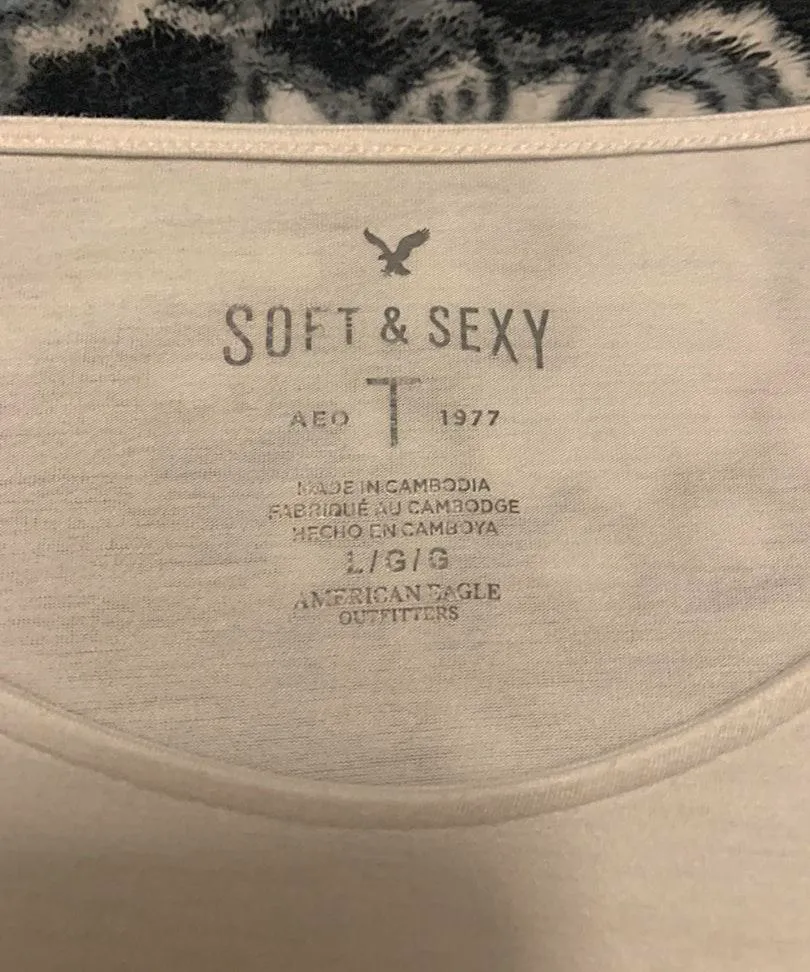 SOFT & SEXY
AEO T 1977
MADE IN CAMBODIA
FABRIQUÉ AU CAMBODGE
HECHO EN CAMBOYA
L/G/G
AMERICAN EAGLE
OUTFITTERS